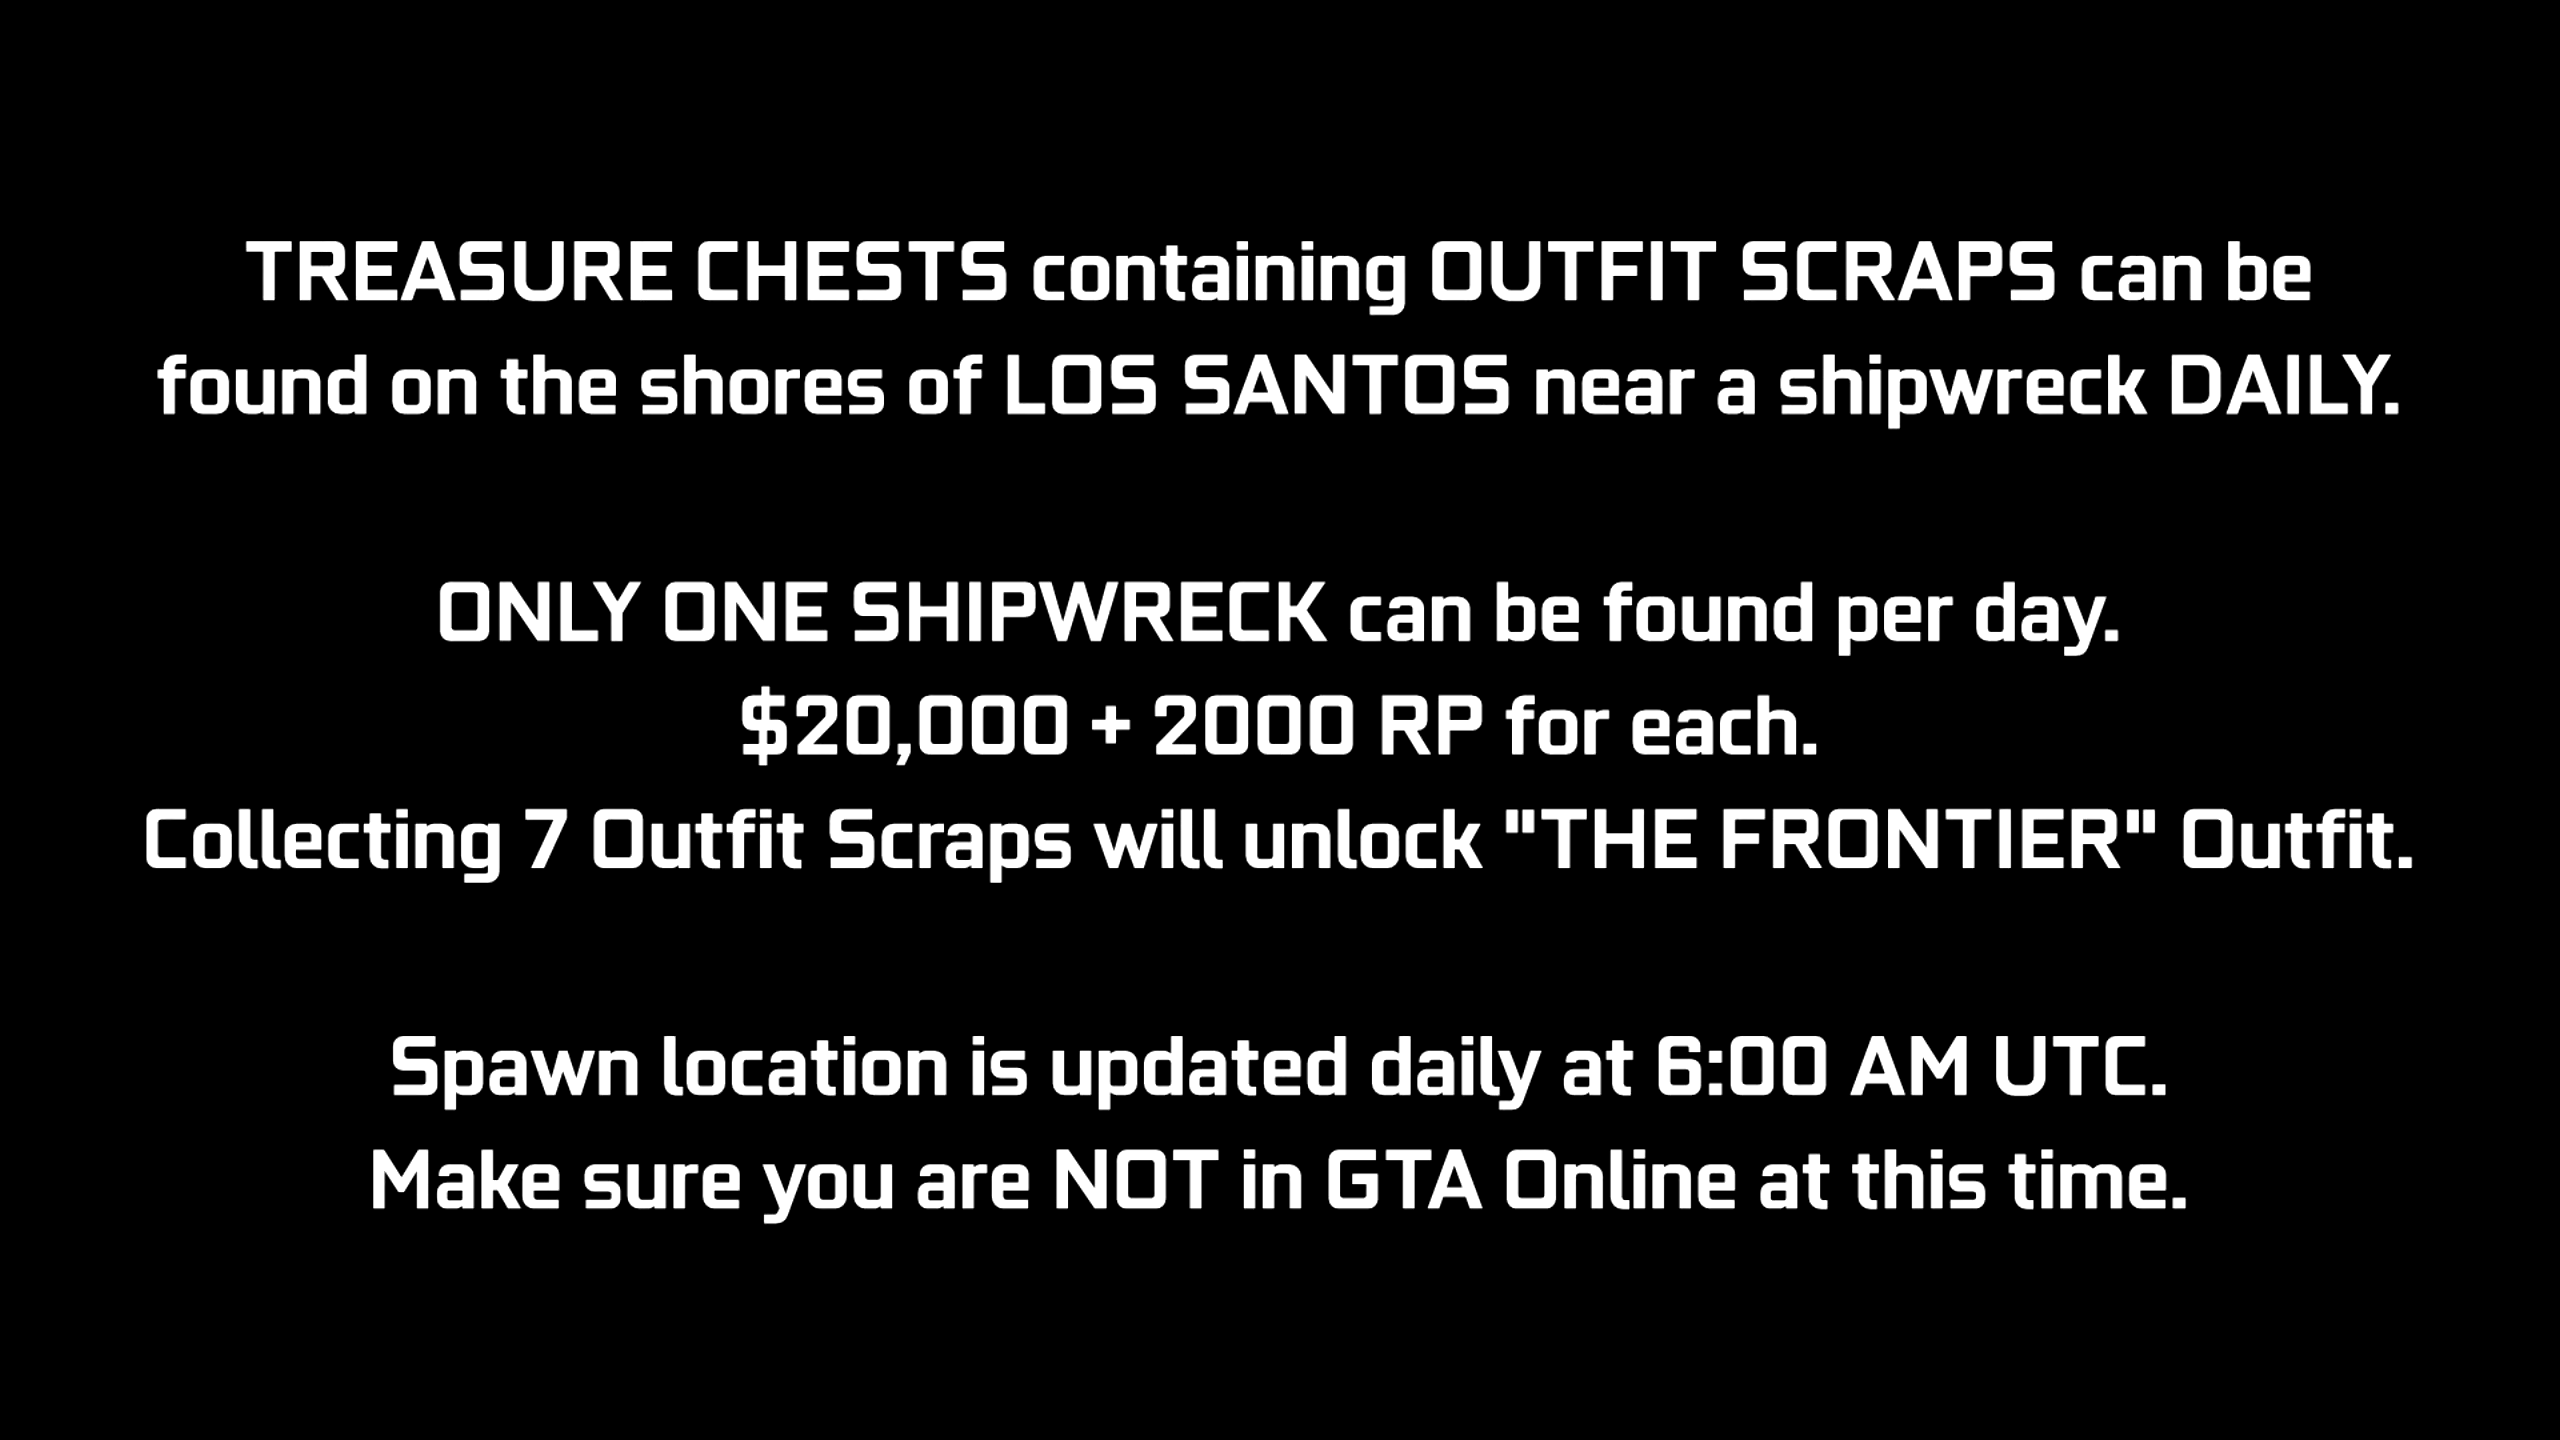 TREASURE CHESTS containing OUTFIT SCRAPS can be
found on the shores of LOS SANTOS near a shipwreck DAILY.
ONLY ONE SHIPWRECK can be found per day.
$20,000 + 2000 RP for each.
Collecting 7 Outfit Scraps will unlock "THE FRONTIER" Outfit.
Spawn location is updated daily at 6:00 AM UTC.
Make sure you are NOT in GTA Online at this time.